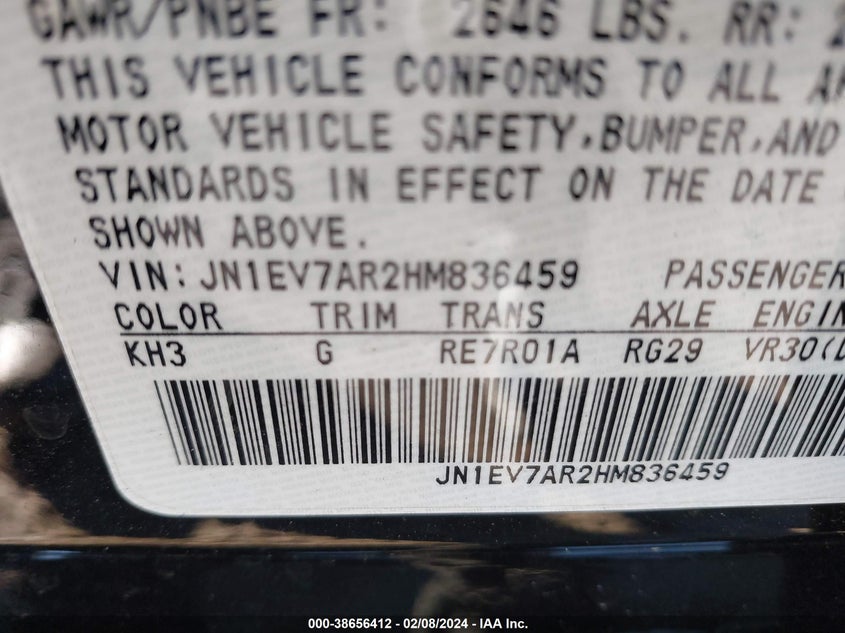 GAWR/PNBE FR: 2646 LBS. RR:
THIS VEHICLE CONFORMS TO ALL
MOTOR VEHICLE SAFETY,BUMPER,AND
STANDARDS IN EFFECT ON THE DATE
SHOWN ABOVE.
VIN:JN1EV7AR2HM836459 PASSENGER
COLOR TRIM TRANS AXLE ENGIN
KH3 G RE7R01A RG29 VR30(
JN1EV7AR2HM836459
000-38656412 - 02/08/2024 - IAA Inc.